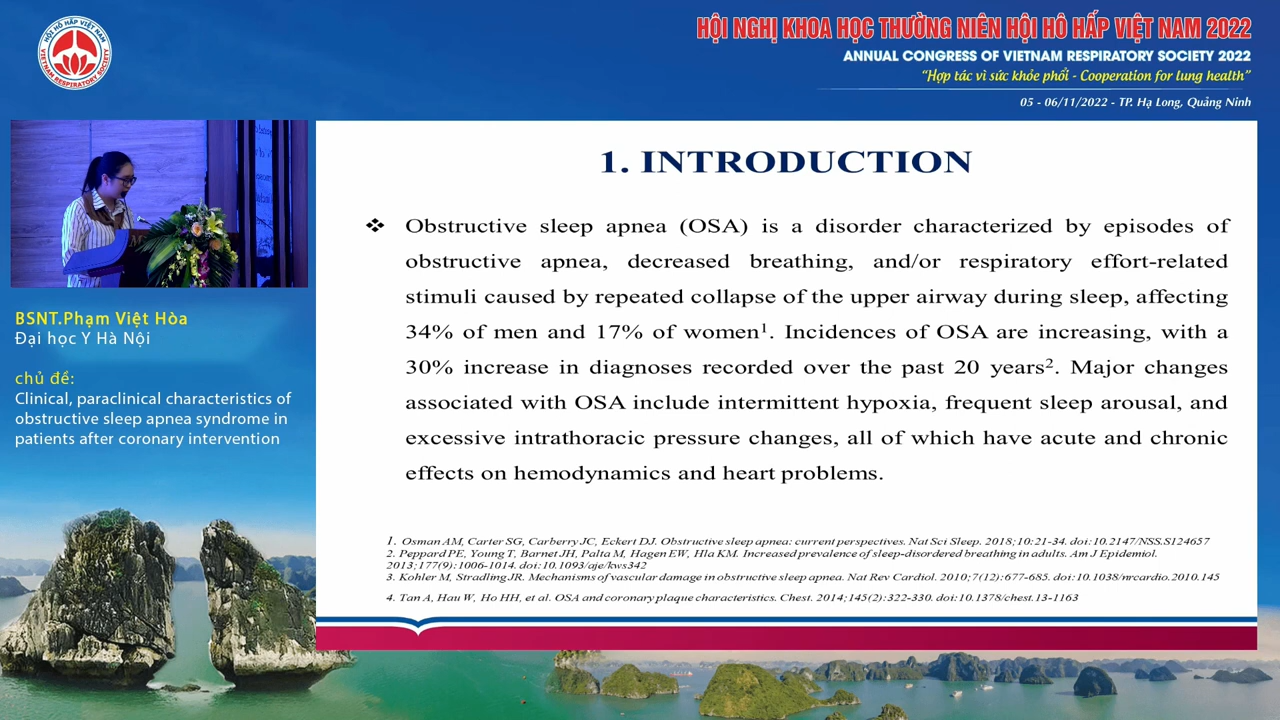 HỘI HÔ HẤP VIỆT NAM
VIETNAM RESPIRATORY SOCIETY
HỘI NGHỊ KHOA HỌC THƯỜNG NIÊN HỘI HÔ HẤP VIỆT NAM 2022
ANNUAL CONGRESS OF VIETNAM RESPIRATORY SOCIETY 2022
“Hợp tác vì sức khỏe phổi - Cooperation for lung health”
05 - 06/11/2022 - TP. Hạ Long, Quảng Ninh
BSNT.Phạm Việt Hòa
Đại học Y Hà Nội
chủ đề:
Clinical, paraclinical characteristics of
obstructive sleep apnea syndrome in
patients after coronary intervention
1. INTRODUCTION
❖ Obstructive sleep apnea (OSA) is a disorder characterized by episodes of
obstructive apnea, decreased breathing, and/or respiratory effort-related
stimuli caused by repeated collapse of the upper airway during sleep, affecting
34% of men and 17% of women¹. Incidences of OSA are increasing, with a
30% increase in diagnoses recorded over the past 20 years². Major changes
associated with OSA include intermittent hypoxia, frequent sleep arousal, and
excessive intrathoracic pressure changes, all of which have acute and chronic
effects on hemodynamics and heart problems.
1. Osman AM, Carter SG, Carberry JC, Eckert DJ. Obstructive sleep apnea: current perspectives. Nat Sci Sleep. 2018;10:21-34. doi:10.2147/NSS.S124657
2. Peppard PE, Young T, Barnet JH, Palta M, Hagen EW, Hla KM. Increased prevalence of sleep-disordered breathing in adults. Am J Epidemiol.
2013;177(9):1006-1014. doi:10.1093/aje/kws342
3. Kohler M, Stradling JR. Mechanisms of vascular damage in obstructive sleep apnea. Nat Rev Cardiol. 2010;7(12):677-685. doi:10.1038/nrcardio.2010.145
4. Tan A, Hau W, Ho HH, et al. OSA and coronary plaque characteristics. Chest. 2014;145(2):322-330. doi:10.1378/chest.13-1163